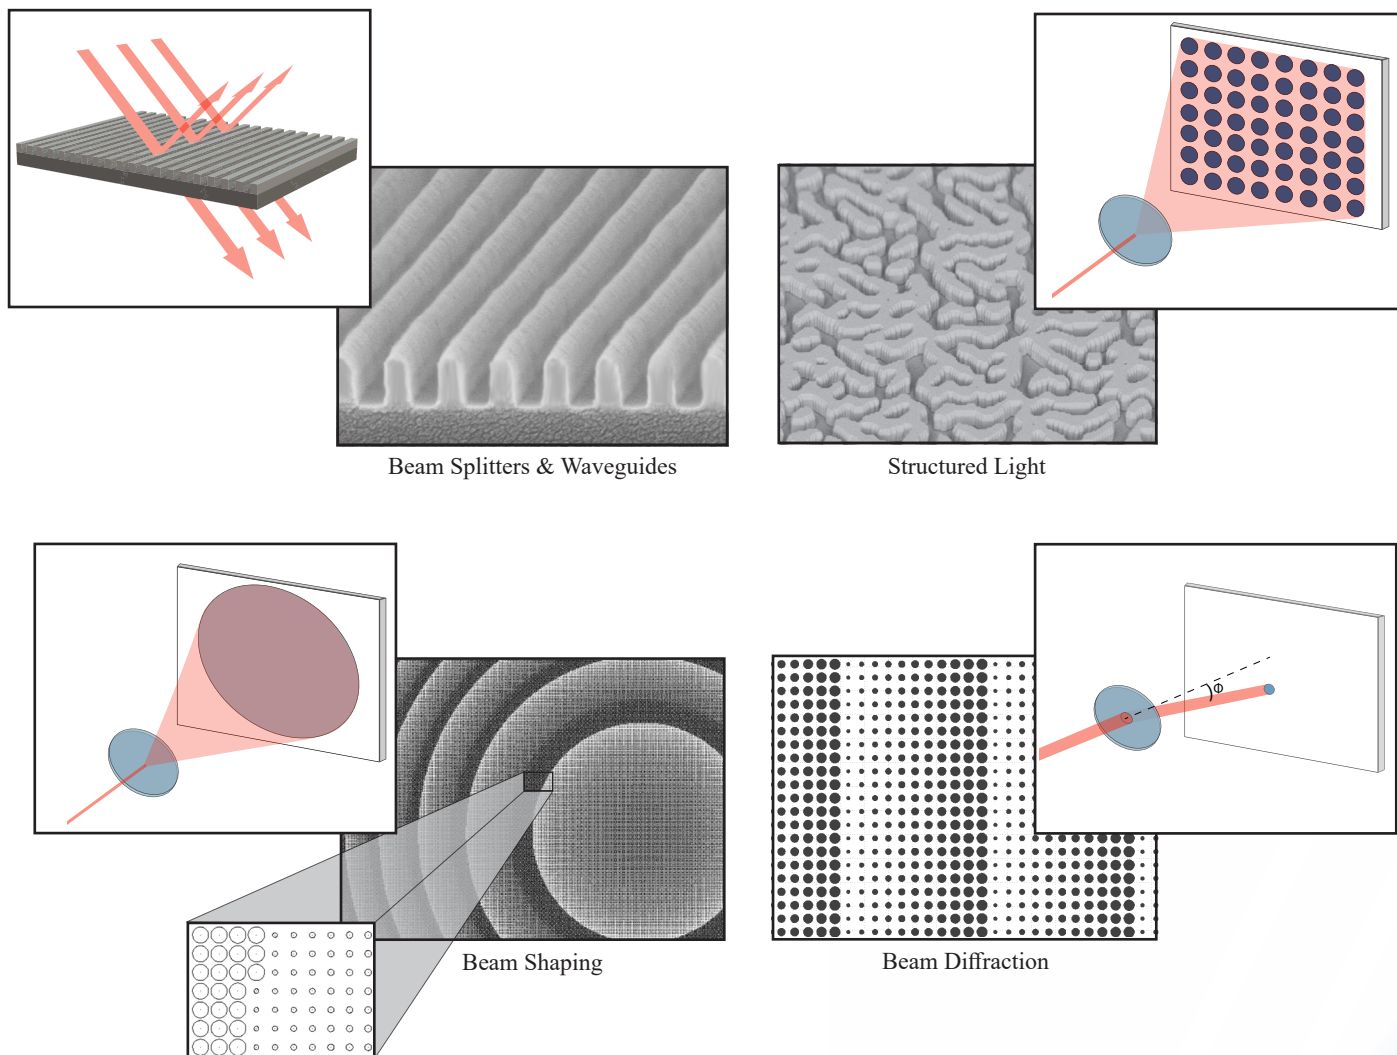 Beam Splitters & Waveguides
Structured Light
Φ
Beam Shaping
Beam Diffraction